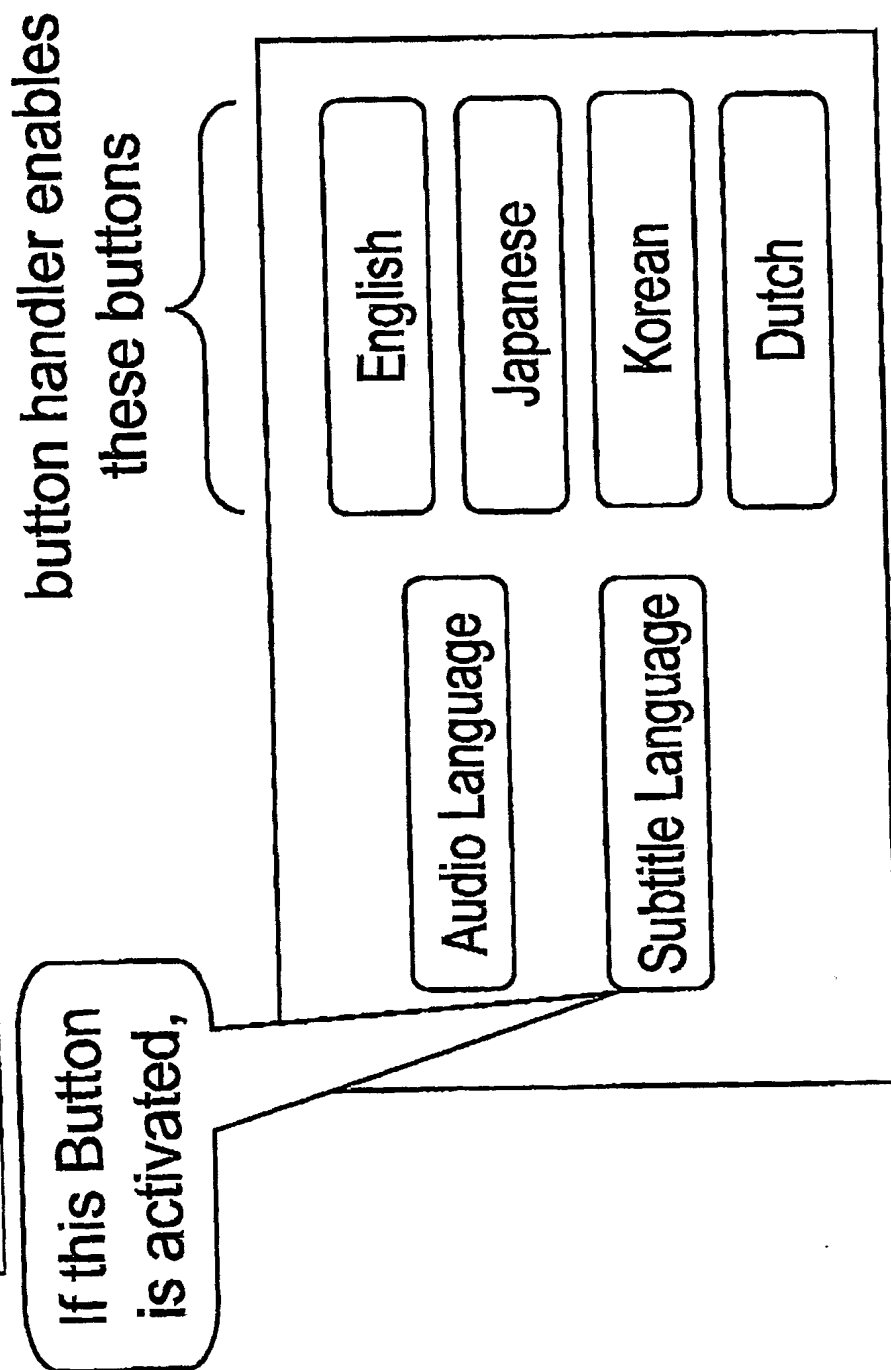 If this Button
is activated,
button handler enables
these buttons
Audio Language
Subtitle Language
English
Japanese
Korean
Dutch